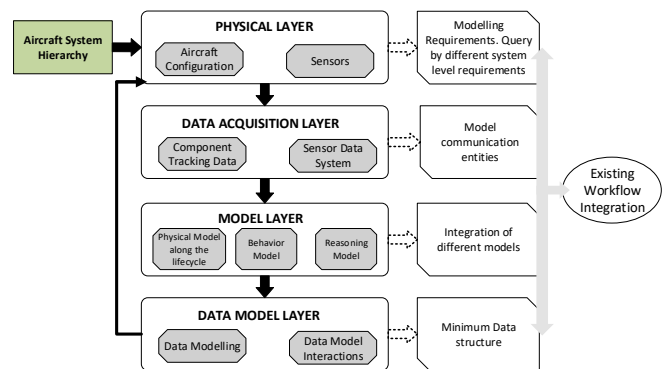 Aircraft System
Hierarchy
PHYSICAL LAYER
Aircraft
Configuration
Sensors
Modelling
Requirements. Query
by different system
level requirements
DATA ACQUISITION LAYER
Component
Tracking Data
Sensor Data
System
Model
communication
entities
MODEL LAYER
Physical Model
along the
lifecycle
Behavior
Model
Reasoning
Model
Integration of
different models
DATA MODEL LAYER
Data Modelling
Data Model
Interactions
Minimum Data
structure
Existing
Workflow
Integration